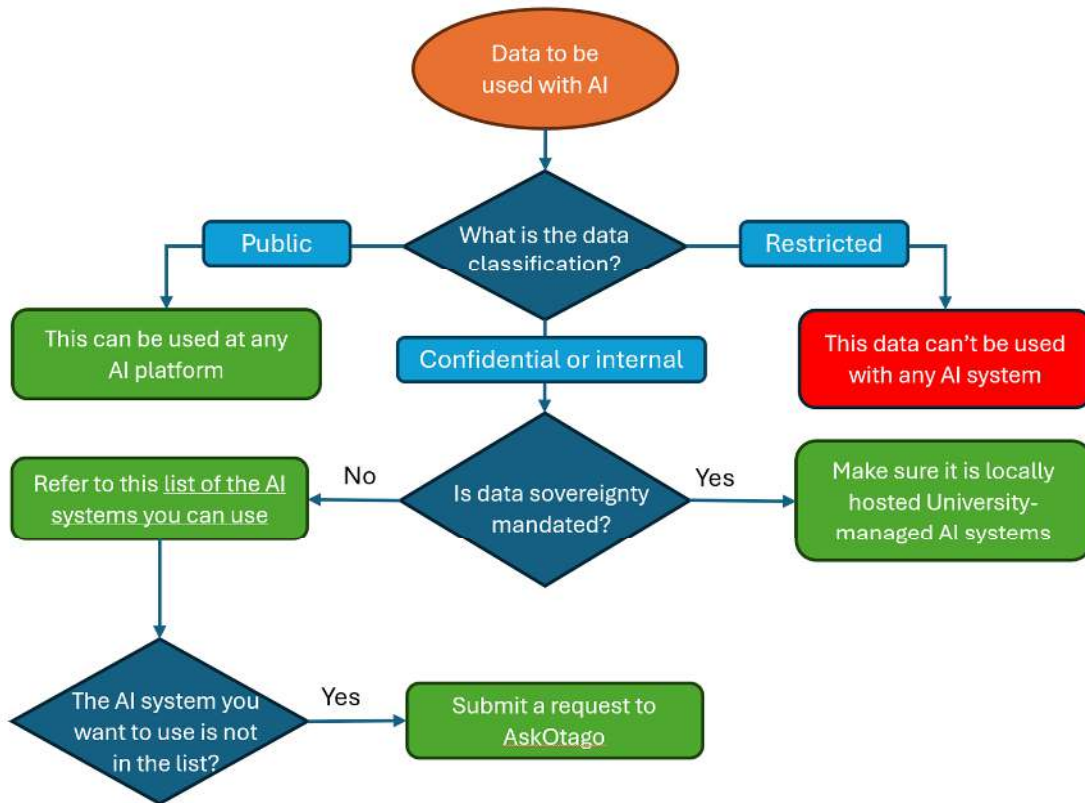 Data to be
used with AI
Public
What is the data
classification?
Restricted
This can be used at any
AI platform
Confidential or internal
This data can't be used
with any AI system
Refer to this list of the AI
systems you can use
No
Is data sovereignty
mandated?
Yes
Make sure it is locally
hosted University-
managed AI systems
The AI system you
want to use is not
in the list?
Yes
Submit a request to
AskOtago